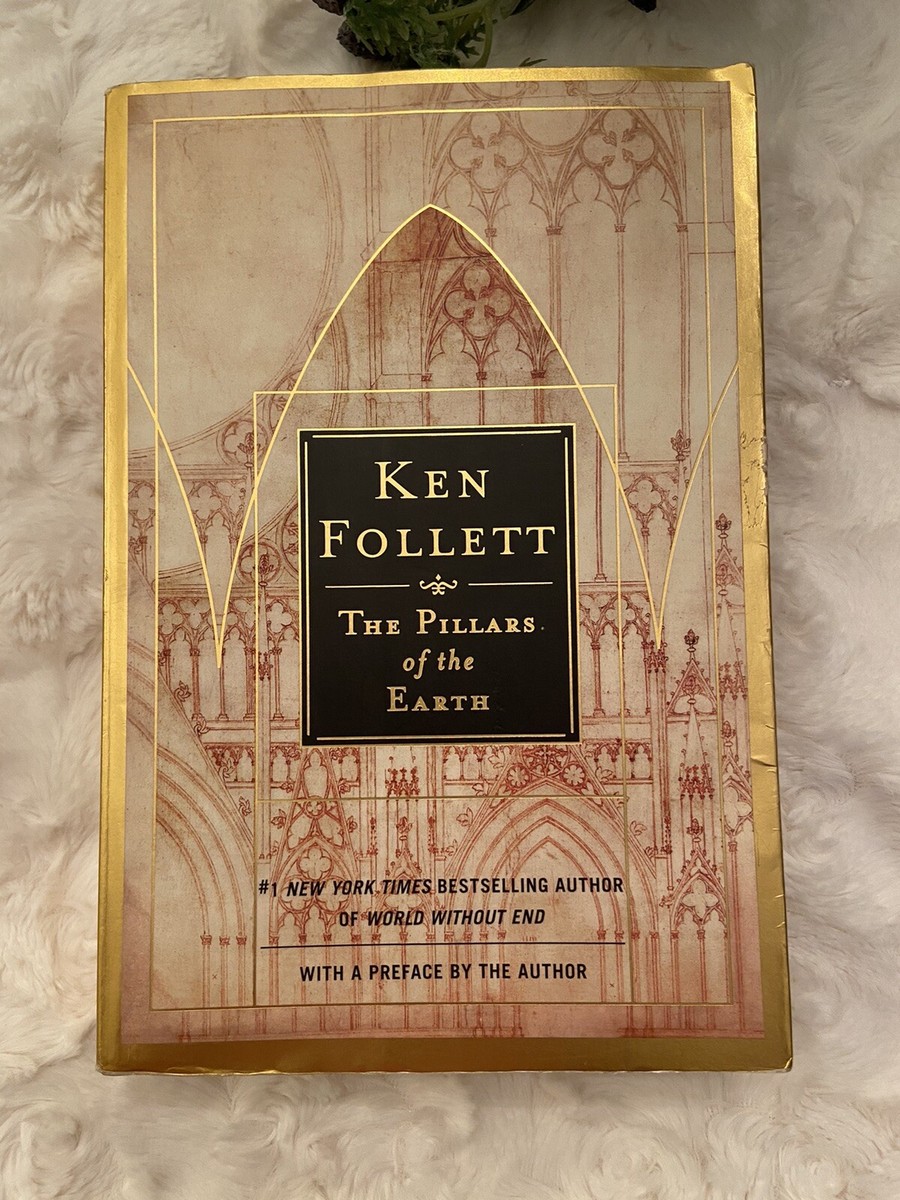 KEN
FOLLETT
THE PILLARS
of the
EARTH
#1 NEW YORK TIMES BESTSELLING AUTHOR
OF WORLD WITHOUT END
WITH A PREFACE BY THE AUTHOR